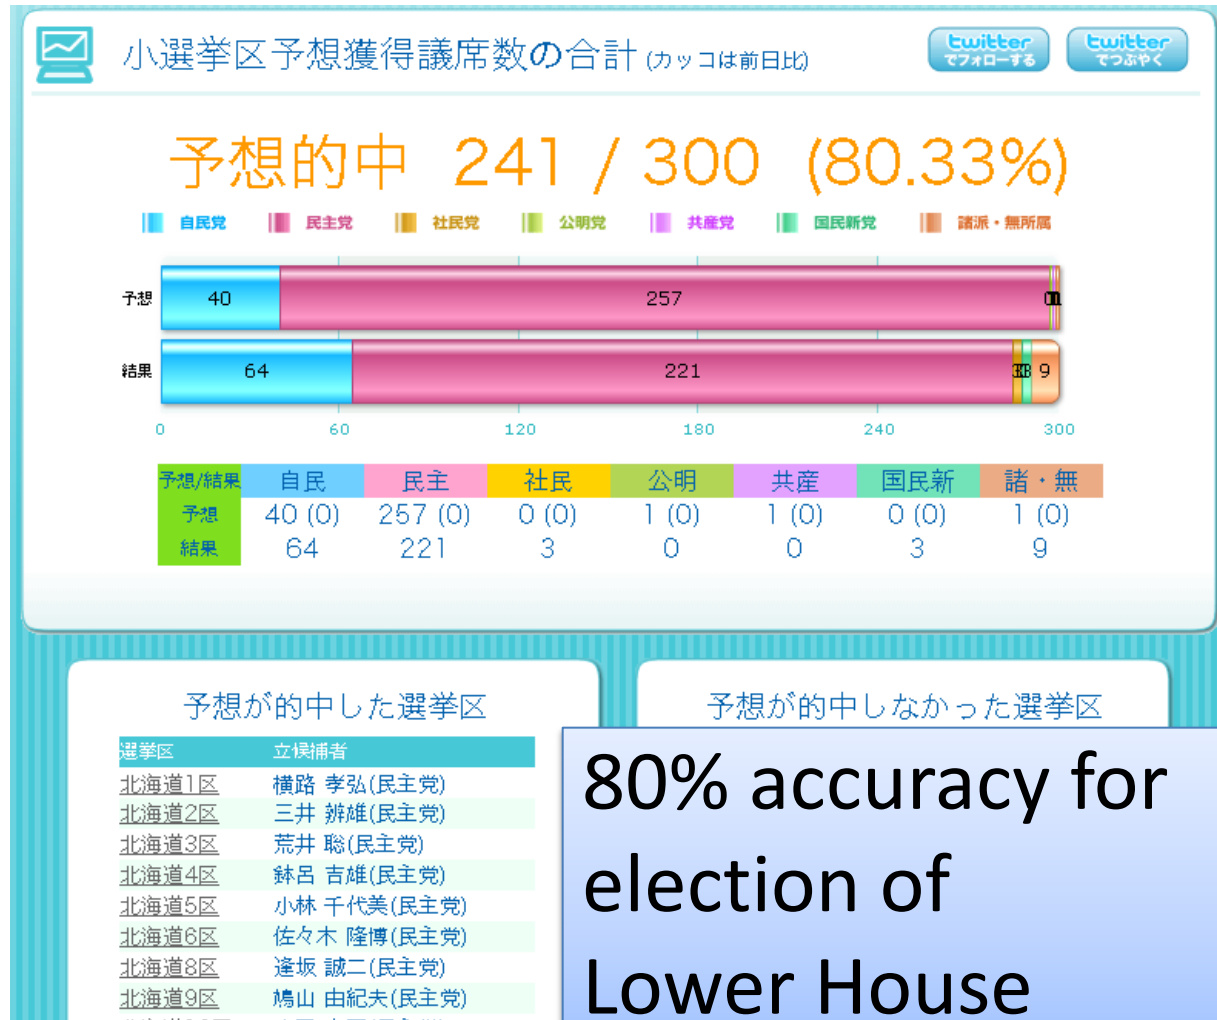 小選挙区予想獲得議席数の合計 (カッコは前日比)
twitter でフォローする
twitter でつぶやく
予想的中 241 / 300 (80.33%)
自民党 民主党 社民党 公明党 共産党 国民新党 諸派・無所属
予想 40 257
結果 64 221 9
0 60 120 180 240 300
予想/結果 自民 民主 社民 公明 共産 国民新 諸・無
予想 40 (0) 257 (0) 0 (0) 1 (0) 1 (0) 0 (0) 1 (0)
結果 64 221 3 0 0 3 9
予想が的中した選挙区
選挙区 立候補者
北海道1区 横路 孝弘(民主党)
北海道2区 三井 辨雄(民主党)
北海道3区 荒井 聡(民主党)
北海道4区 鉢呂 吉雄(民主党)
北海道5区 小林 千代美(民主党)
北海道6区 佐々木 隆博(民主党)
北海道8区 逢坂 誠二(民主党)
北海道9区 鳩山 由紀夫(民主党)
予想が的中しなかった選挙区
80% accuracy for
election of
Lower House